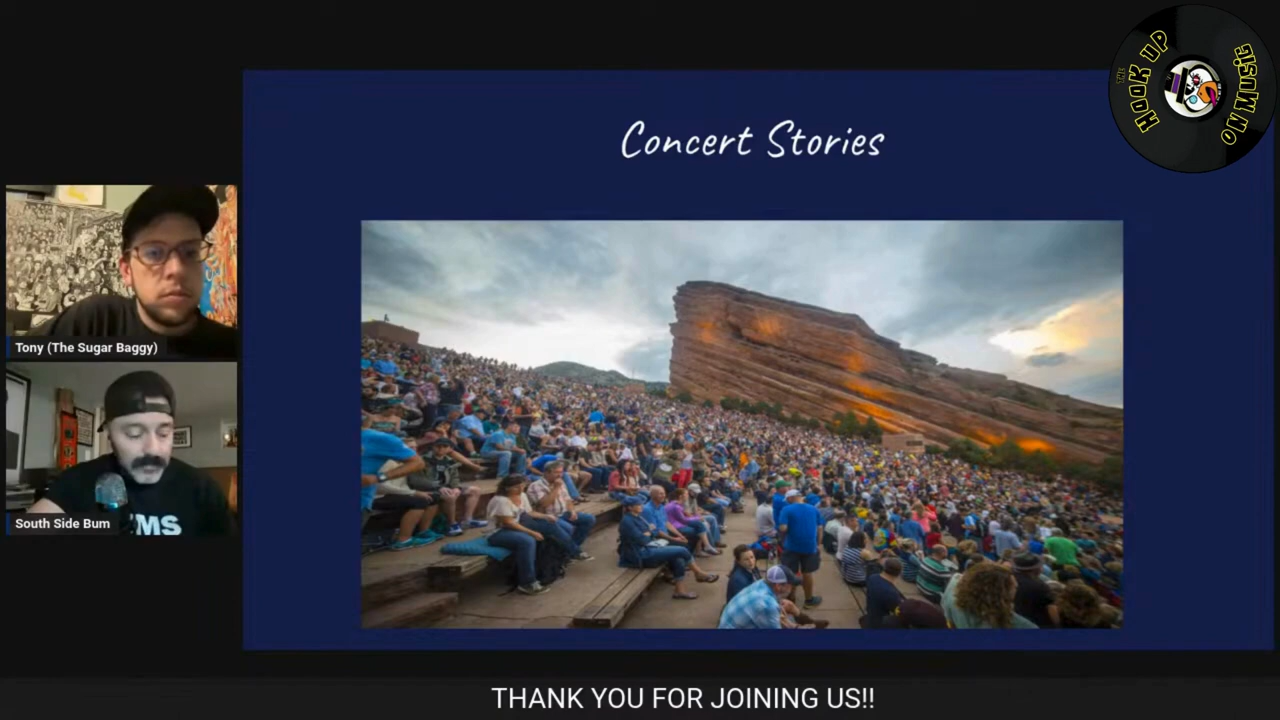 THE
HOOK UP
ON MUSIC
Concert Stories
Tony (The Sugar Baggy)
South Side Bum
MS
THANK YOU FOR JOINING US!!